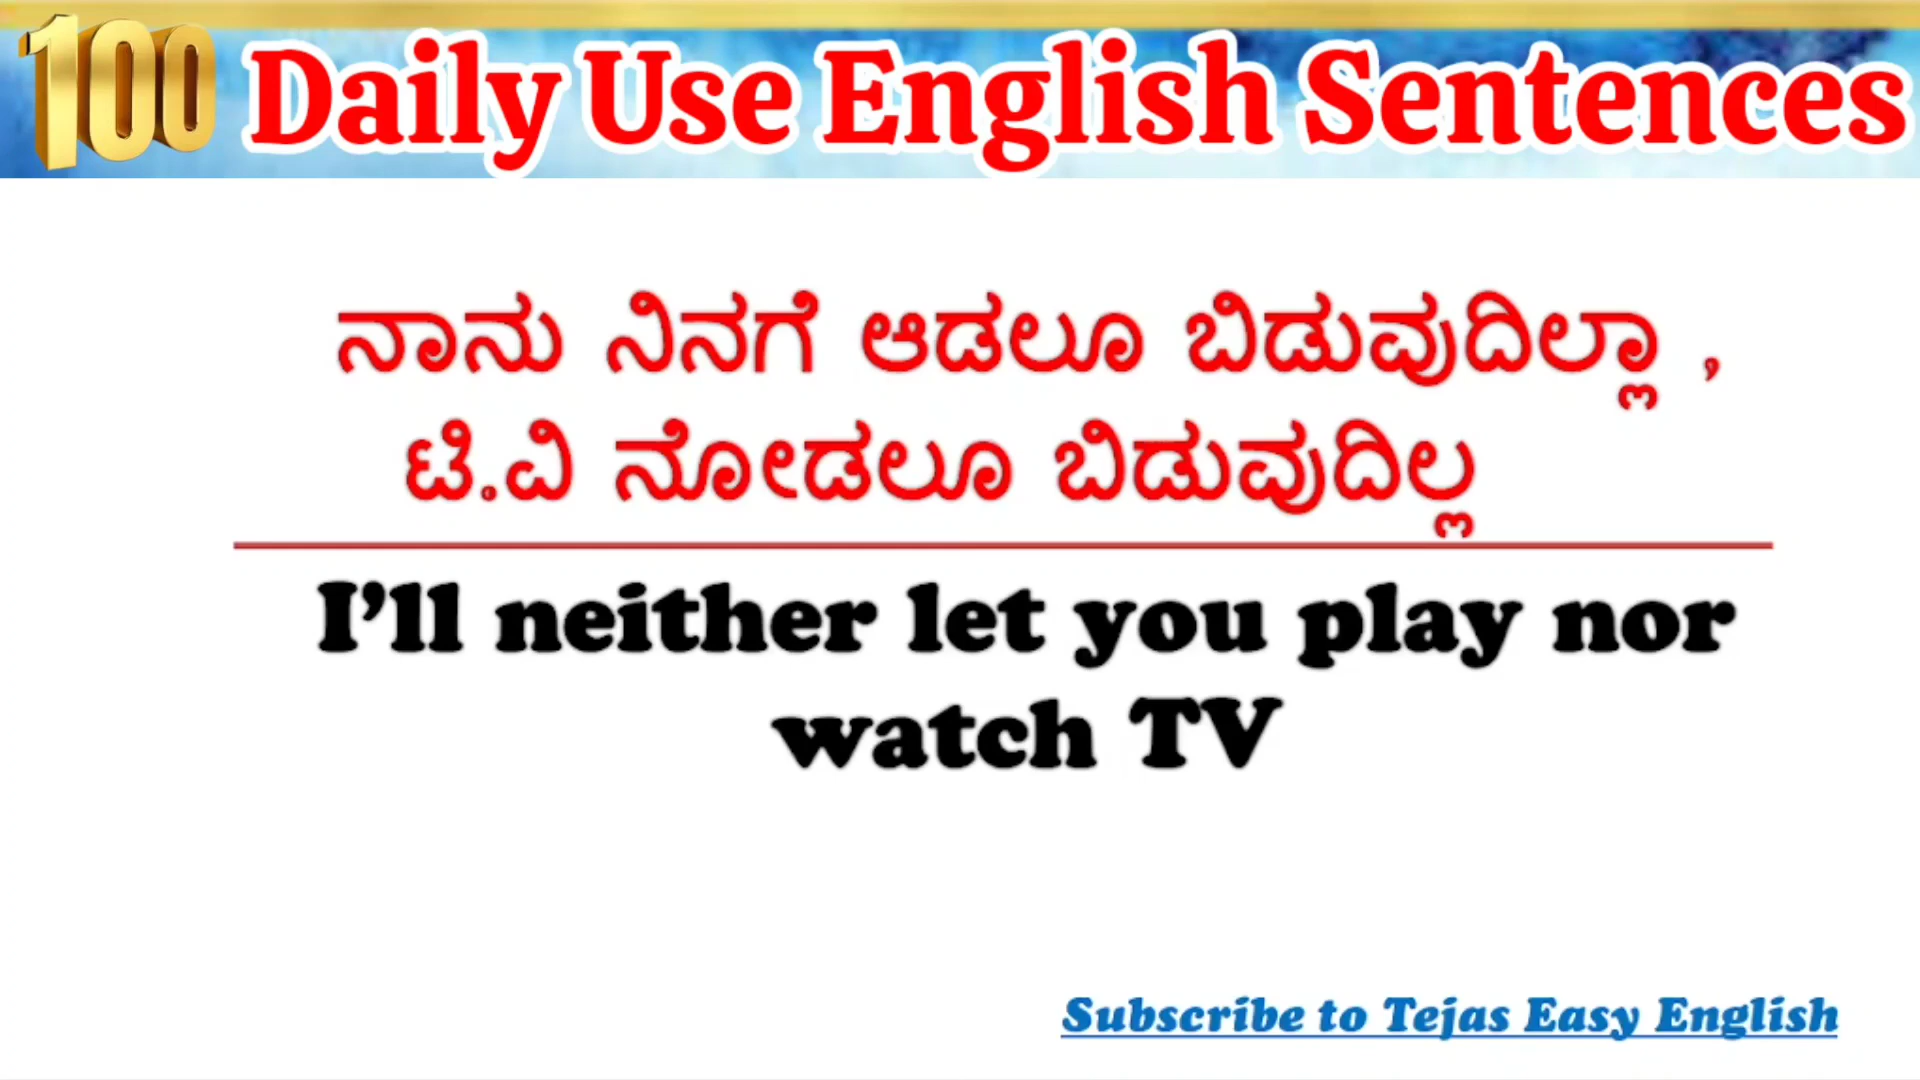 100 Daily Use English Sentences
ನಾನು ನಿನಗೆ ಆಡಲೂ ಬಿಡುವುದಿಲ್ಲಾ ,
ಟಿ.ವಿ ನೋಡಲೂ ಬಿಡುವುದಿಲ್ಲ
I’ll neither let you play nor
watch TV
Subscribe to Tejas Easy English